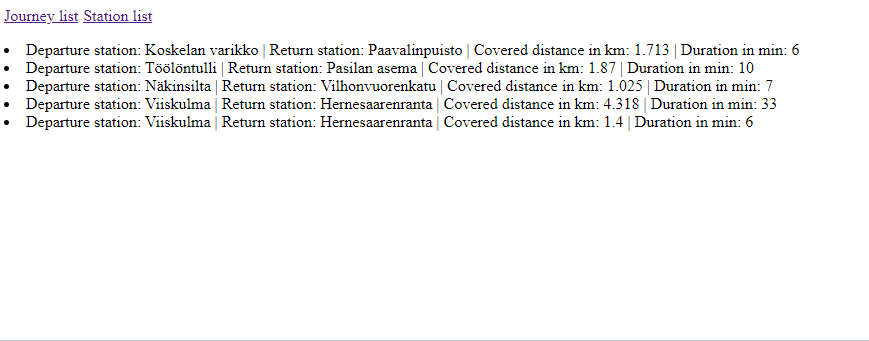 Journey list Station list
• Departure station: Koskelan varikko | Return station: Paavalinpuisto | Covered distance in km: 1.713 | Duration in min: 6
• Departure station: Töölöntulli | Return station: Pasilan asema | Covered distance in km: 1.87 | Duration in min: 10
• Departure station: Näkinsilta | Return station: Vilhonvuorenkatu | Covered distance in km: 1.025 | Duration in min: 7
• Departure station: Viiskulma | Return station: Hernesaarenranta | Covered distance in km: 4.318 | Duration in min: 33
• Departure station: Viiskulma | Return station: Hernesaarenranta | Covered distance in km: 1.4 | Duration in min: 6